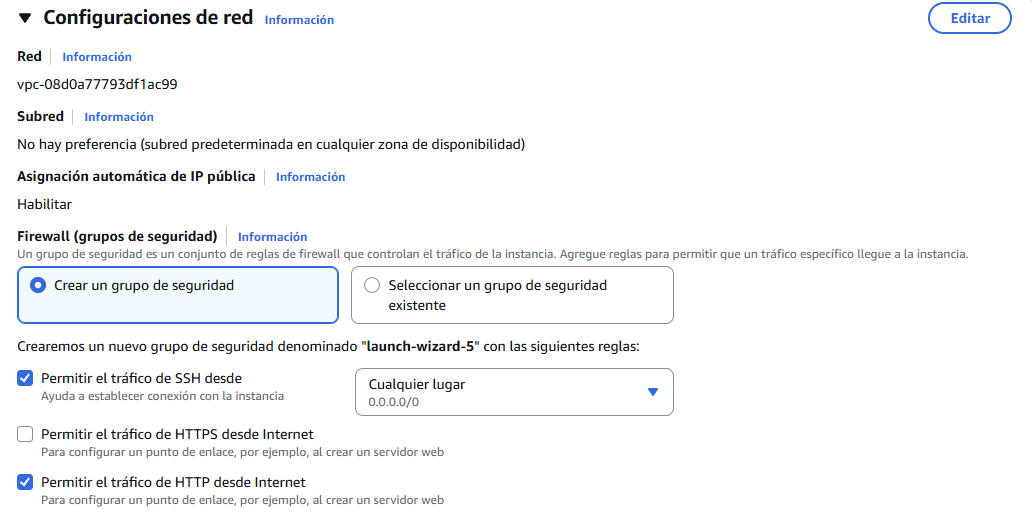 Configuraciones de red Información Editar
Red Información
vpc-08d0a77793df1ac99
Subred Información
No hay preferencia (subred predeterminada en cualquier zona de disponibilidad)
Asignación automática de IP pública Información
Habilitar
Firewall (grupos de seguridad) Información
Un grupo de seguridad es un conjunto de reglas de firewall que controlan el tráfico de la instancia. Agregue reglas para permitir que un tráfico específico llegue a la instancia.
Crear un grupo de seguridad
Seleccionar un grupo de seguridad
existente
Crearemos un nuevo grupo de seguridad denominado "launch-wizard-5" con las siguientes reglas:
Permitir el tráfico de SSH desde
Ayuda a establecer conexión con la instancia
Cualquier lugar
0.0.0.0/0
Permitir el tráfico de HTTPS desde Internet
Para configurar un punto de enlace, por ejemplo, al crear un servidor web
Permitir el tráfico de HTTP desde Internet
Para configurar un punto de enlace, por ejemplo, al crear un servidor web